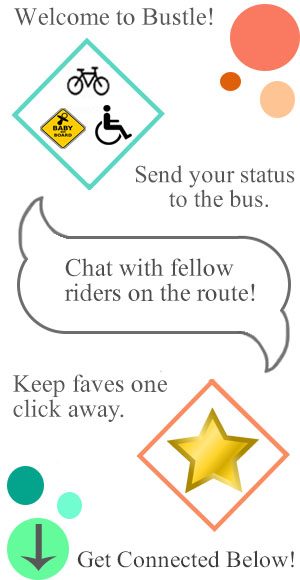 Welcome to Bustle!
BABY
ON
BOARD
Send your status
to the bus.
Chat with fellow
riders on the route!
Keep faves one
click away.
Get Connected Below!